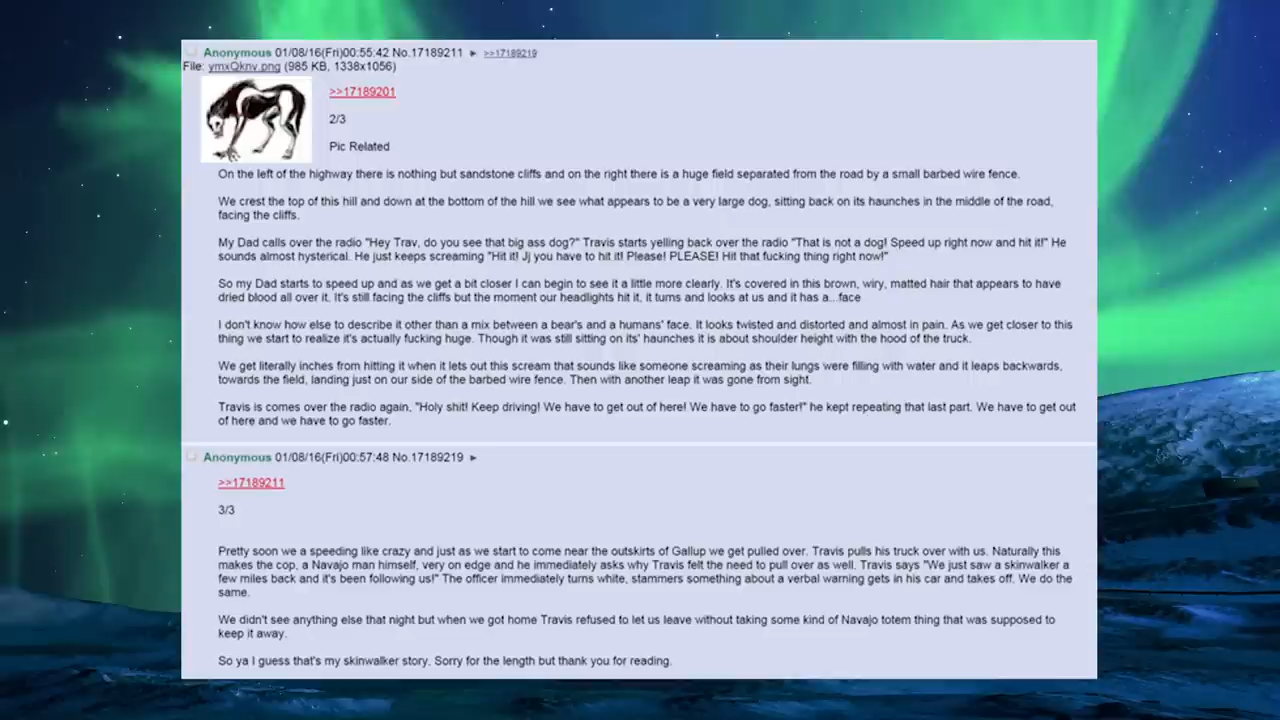 Anonymous 01/08/16(Fri)00:55:42 No.17189211 ► >>17189219
File: ymxQknv.png (985 KB, 1338x1056)
>>17189201
2/3
Pic Related
On the left of the highway there is nothing but sandstone cliffs and on the right there is a huge field separated from the road by a small barbed wire fence.
We crest the top of this hill and down at the bottom of the hill we see what appears to be a very large dog, sitting back on its haunches in the middle of the road,
facing the cliffs.
My Dad calls over the radio "Hey Trav, do you see that big ass dog?" Travis starts yelling back over the radio "That is not a dog! Speed up right now and hit it!" He
sounds almost hysterical. He just keeps screaming "Hit it! Jj you have to hit it! Please! PLEASE! Hit that fucking thing right now!"
So my Dad starts to speed up and as we get a bit closer I can begin to see it a little more clearly. It's covered in this brown, wiry, matted hair that appears to have
dried blood all over it. It's still facing the cliffs but the moment our headlights hit it, it turns and looks at us and it has a...face
I don't know how else to describe it other than a mix between a bear's and a humans' face. It looks twisted and distorted and almost in pain. As we get closer to this
thing we start to realize it's actually fucking huge. Though it was still sitting on its' haunches it is about shoulder height with the hood of the truck.
We get literally inches from hitting it when it lets out this scream that sounds like someone screaming as their lungs were filling with water and it leaps backwards,
towards the field, landing just on our side of the barbed wire fence. Then with another leap it was gone from sight.
Travis is comes over the radio again, "Holy shit! Keep driving! We have to get out of here! We have to go faster!" he kept repeating that last part. We have to get out
of here and we have to go faster.
Anonymous 01/08/16(Fri)00:57:48 No.17189219 ►
>>17189211
3/3
Pretty soon we a speeding like crazy and just as we start to come near the outskirts of Gallup we get pulled over. Travis pulls his truck over with us. Naturally this
makes the cop, a Navajo man himself, very on edge and he immediately asks why Travis felt the need to pull over as well. Travis says "We just saw a skinwalker a
few miles back and it's been following us!" The officer immediately turns white, stammers something about a verbal warning gets in his car and takes off. We do the
same.
We didn't see anything else that night but when we got home Travis refused to let us leave without taking some kind of Navajo totem thing that was supposed to
keep it away.
So ya I guess that's my skinwalker story. Sorry for the length but thank you for reading.